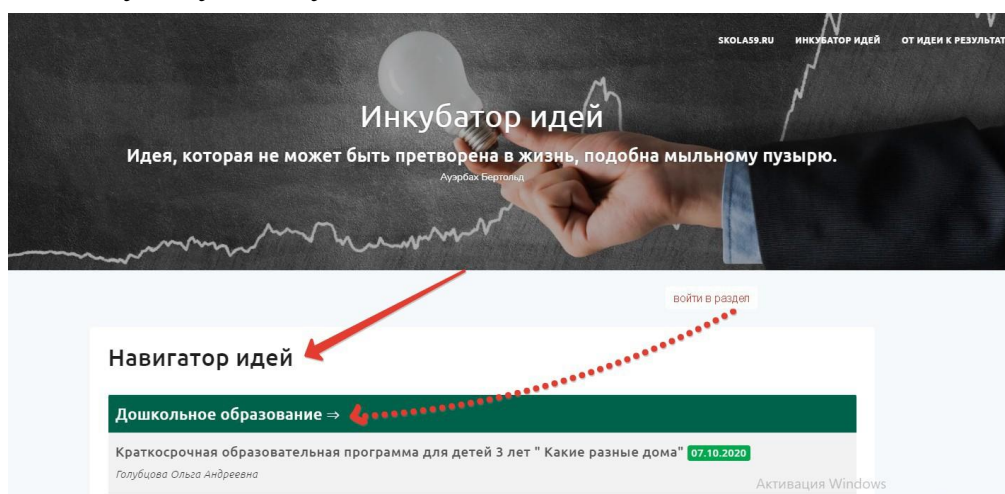 SKOLA59.RU ИНКУБАТОР ИДЕЙ ОТ ИДЕИ К РЕЗУЛЬТАТ
Инкубатор идей
Идея, которая не может быть претворена в жизнь, подобна мыльному пузырю.
Ауэрбах Бертольд
войти в раздел
Навигатор идей
Дошкольное образование ⇒
Краткосрочная образовательная программа для детей 3 лет " Какие разные дома" 07.10.2020
Голубцова Ольга Андреевна
Активация Windows